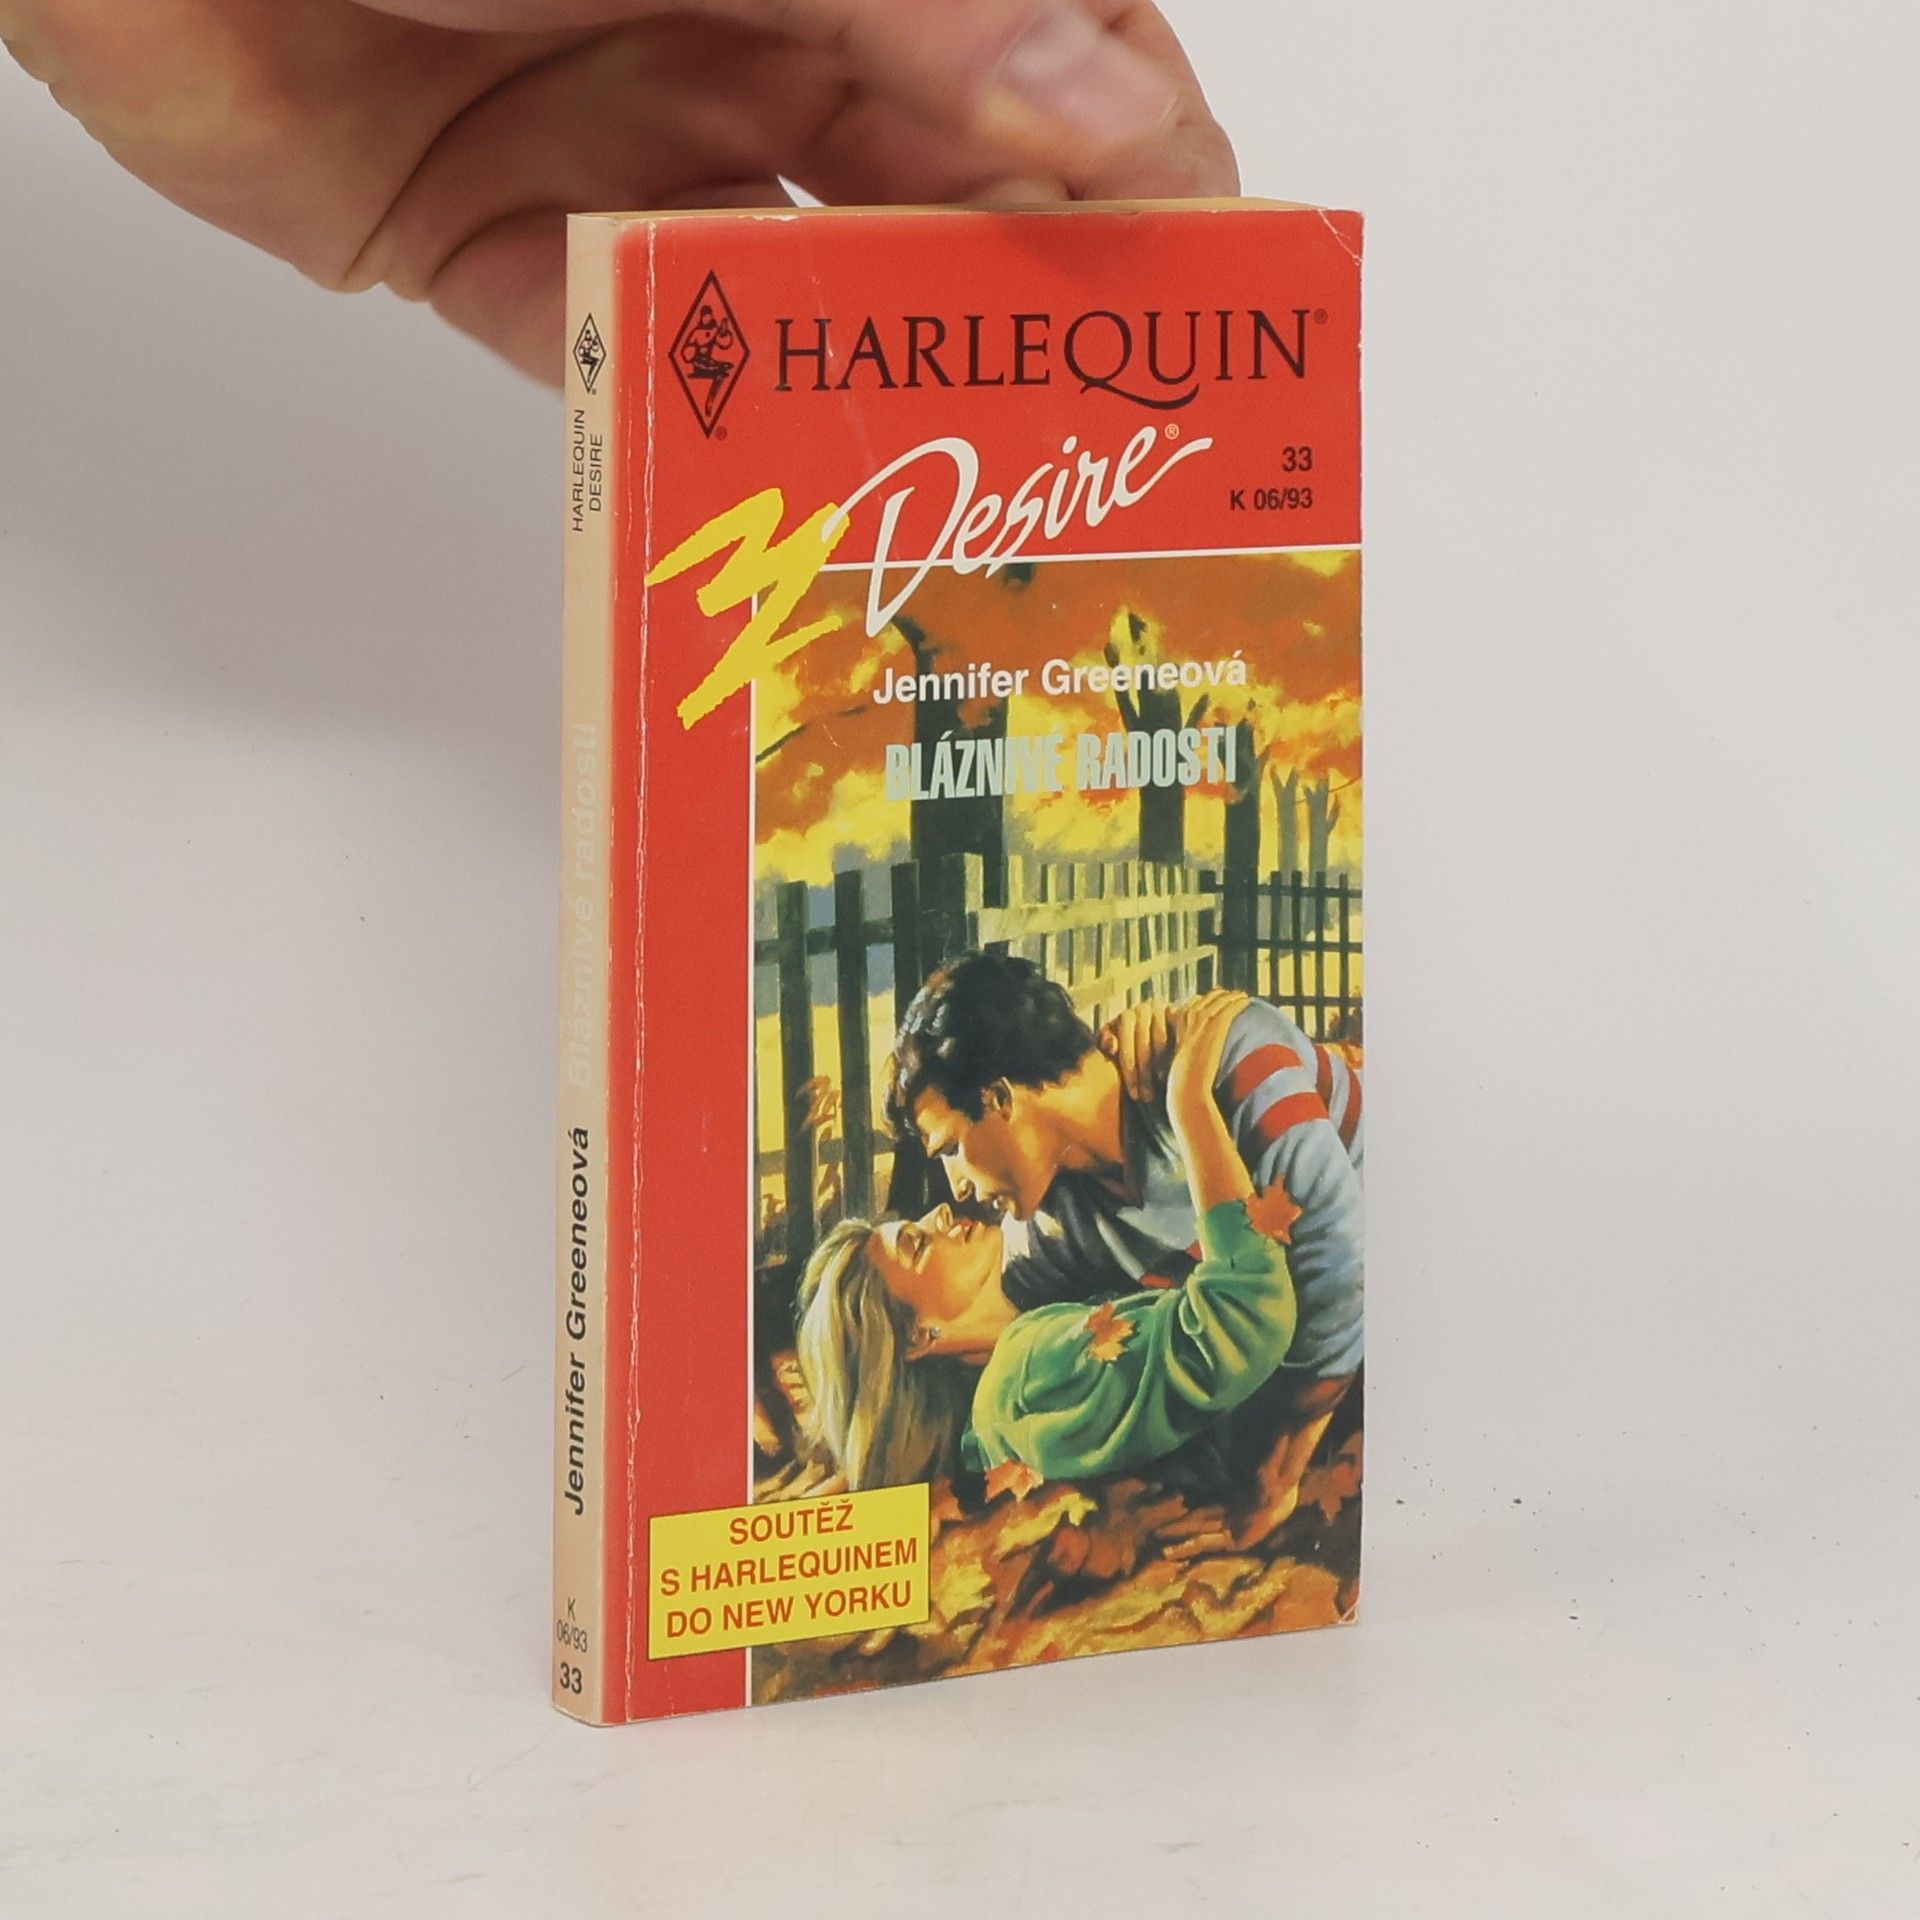 HARLEQUIN®
Desire®
33
K 06/93
Jennifer Greeneová
BLÁZNIVÉ RADOSTI
SOUTĚŽ
S HARLEQUINEM
DO NEW YORKU
HARLEQUIN
DESIRE
Bláznivé radosti
Jennifer Greeneová
K
06/93
33